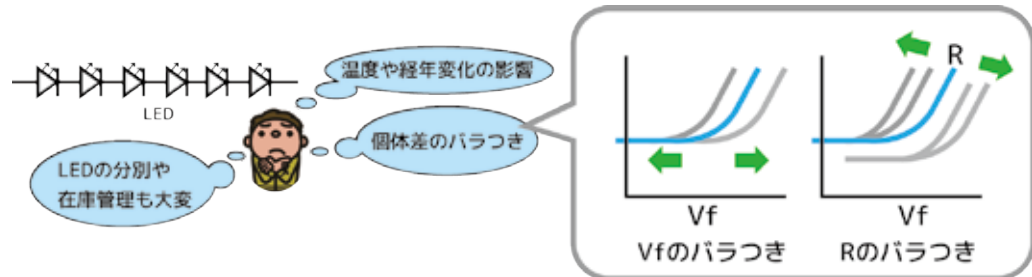 LED
温度や経年変化の影響
個体差のバラつき
LEDの分別や
在庫管理も大変
Vf
Vfのバラつき
R
Vf
Rのバラつき